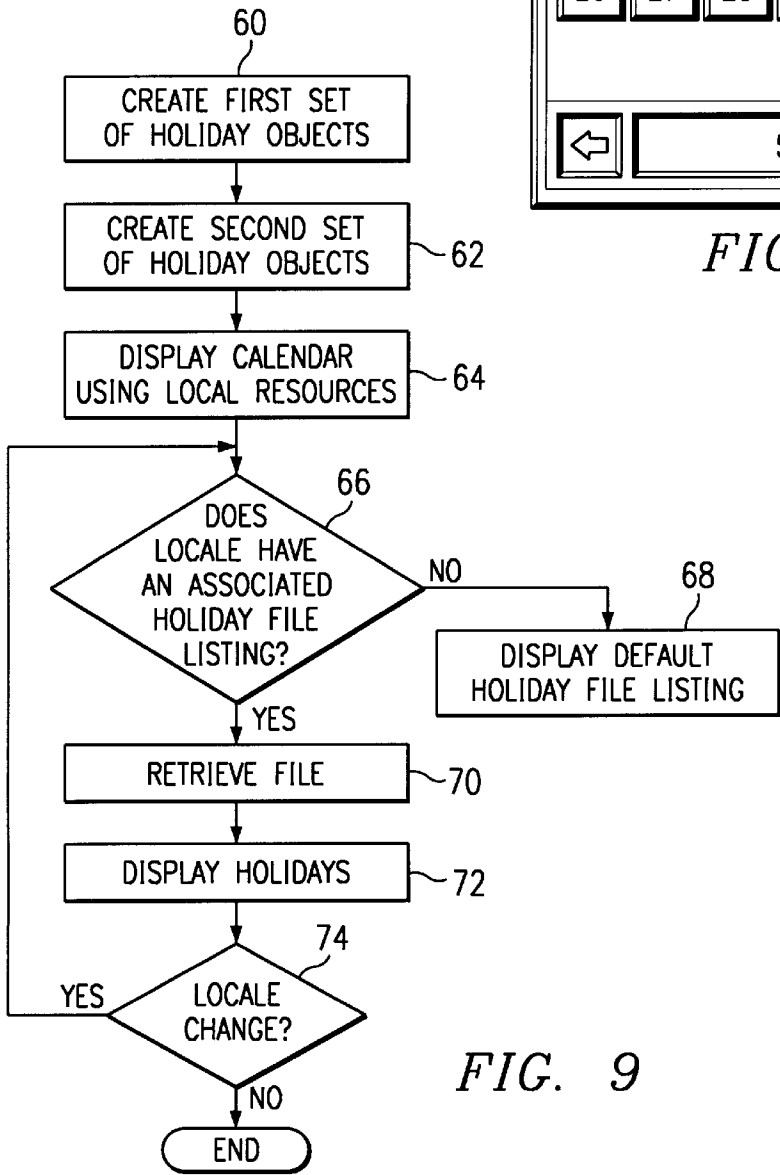 60
CREATE FIRST SET
OF HOLIDAY OBJECTS
CREATE SECOND SET
OF HOLIDAY OBJECTS
62
DISPLAY CALENDAR
USING LOCAL RESOURCES
64
66
DOES
LOCALE HAVE
AN ASSOCIATED
HOLIDAY FILE
LISTING?
NO
68
DISPLAY DEFAULT
HOLIDAY FILE LISTING
YES
RETRIEVE FILE
70
DISPLAY HOLIDAYS
72
74
YES
LOCALE
CHANGE?
NO
END
FIG. 9